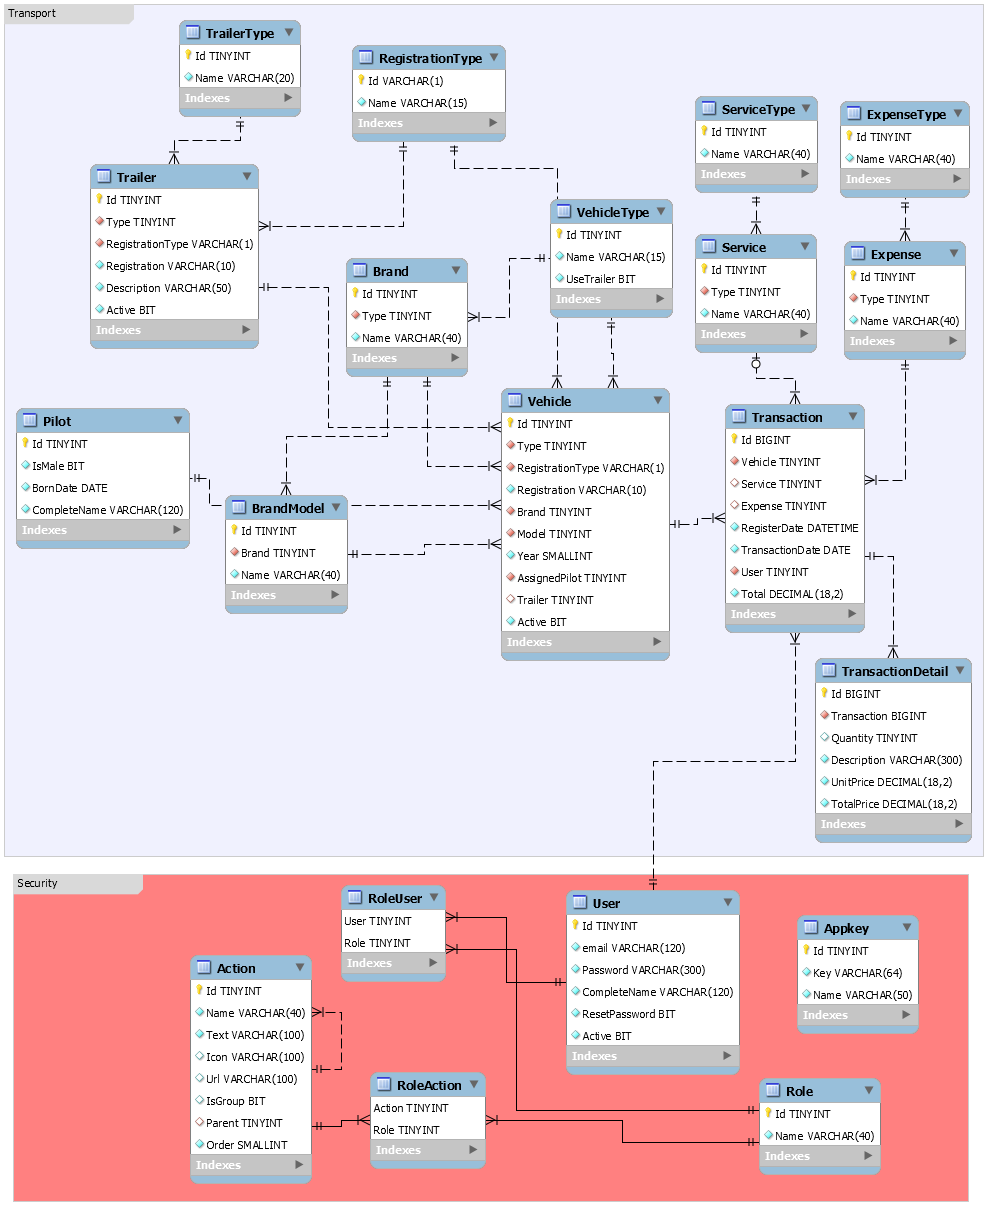 Transport
TrailerType
Id TINYINT
Name VARCHAR(20)
Indexes
RegistrationType
Id VARCHAR(1)
Name VARCHAR(15)
Indexes
ServiceType
Id TINYINT
Name VARCHAR(40)
Indexes
ExpenseType
Id TINYINT
Name VARCHAR(40)
Indexes
Trailer
Id TINYINT
Type TINYINT
RegistrationType VARCHAR(1)
Registration VARCHAR(10)
Description VARCHAR(50)
Active BIT
Indexes
VehicleType
Id TINYINT
Name VARCHAR(15)
UseTrailer BIT
Indexes
Service
Id TINYINT
Type TINYINT
Name VARCHAR(40)
Indexes
Expense
Id TINYINT
Type TINYINT
Name VARCHAR(40)
Indexes
Brand
Id TINYINT
Type TINYINT
Name VARCHAR(40)
Indexes
Pilot
Id TINYINT
IsMale BIT
BornDate DATE
CompleteName VARCHAR(120)
Indexes
BrandModel
Id TINYINT
Brand TINYINT
Name VARCHAR(40)
Indexes
Vehicle
Id TINYINT
Type TINYINT
RegistrationType VARCHAR(1)
Registration VARCHAR(10)
Brand TINYINT
Model TINYINT
Year SMALLINT
AssignedPilot TINYINT
Trailer TINYINT
Active BIT
Indexes
Transaction
Id BIGINT
Vehicle TINYINT
Service TINYINT
Expense TINYINT
RegisterDate DATETIME
TransactionDate DATE
User TINYINT
Total DECIMAL(18,2)
Indexes
TransactionDetail
Id BIGINT
Transaction BIGINT
Quantity TINYINT
Description VARCHAR(300)
UnitPrice DECIMAL(18,2)
TotalPrice DECIMAL(18,2)
Indexes
Security
RoleUser
User TINYINT
Role TINYINT
Indexes
User
Id TINYINT
email VARCHAR(120)
Password VARCHAR(300)
CompleteName VARCHAR(120)
ResetPassword BIT
Active BIT
Indexes
Appkey
Id TINYINT
Key VARCHAR(64)
Name VARCHAR(50)
Indexes
Action
Id TINYINT
Name VARCHAR(40)
Text VARCHAR(100)
Icon VARCHAR(100)
Url VARCHAR(100)
IsGroup BIT
Parent TINYINT
Order SMALLINT
Indexes
RoleAction
Action TINYINT
Role TINYINT
Indexes
Role
Id TINYINT
Name VARCHAR(40)
Indexes